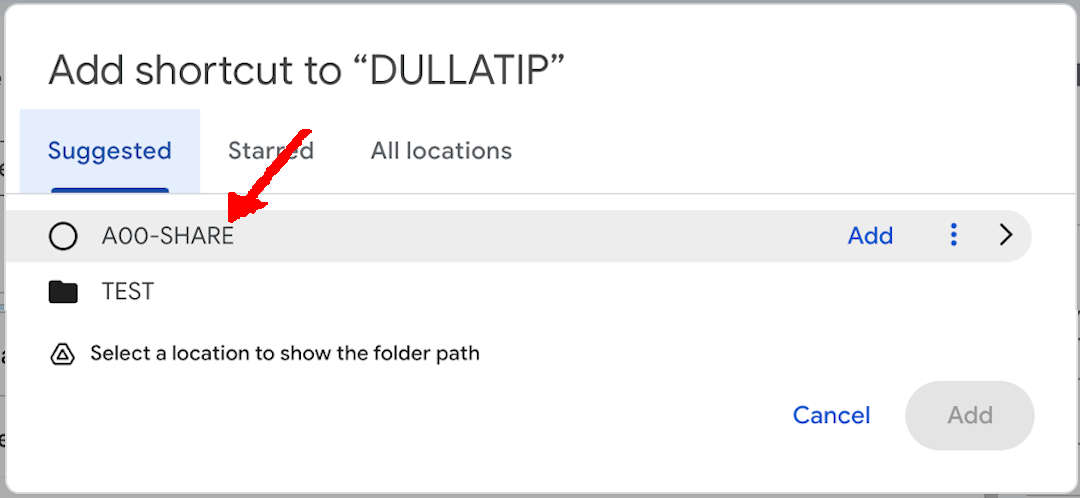 Add shortcut to “DULLATIP”
Suggested Starred All locations
A00-SHARE Add
TEST
Select a location to show the folder path
Cancel Add